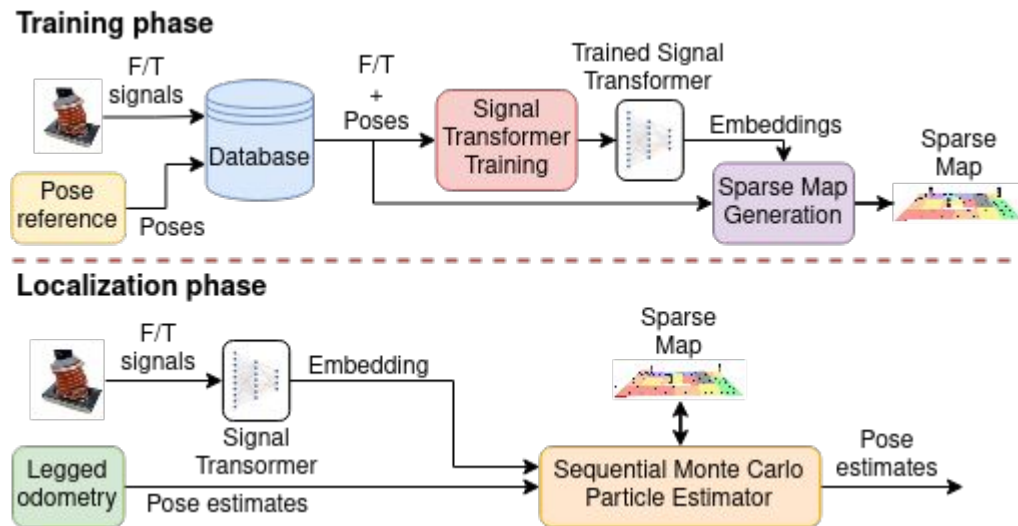 Training phase
F/T
signals
Pose
reference
Poses
Database
F/T
+
Poses
Signal
Transformer
Training
Trained Signal
Transformer
Embeddings
Sparse Map
Generation
Sparse
Map
Localization phase
F/T
signals
Signal
Transormer
Embedding
Legged
odometry
Pose estimates
Sparse
Map
Sequential Monte Carlo
Particle Estimator
Pose
estimates